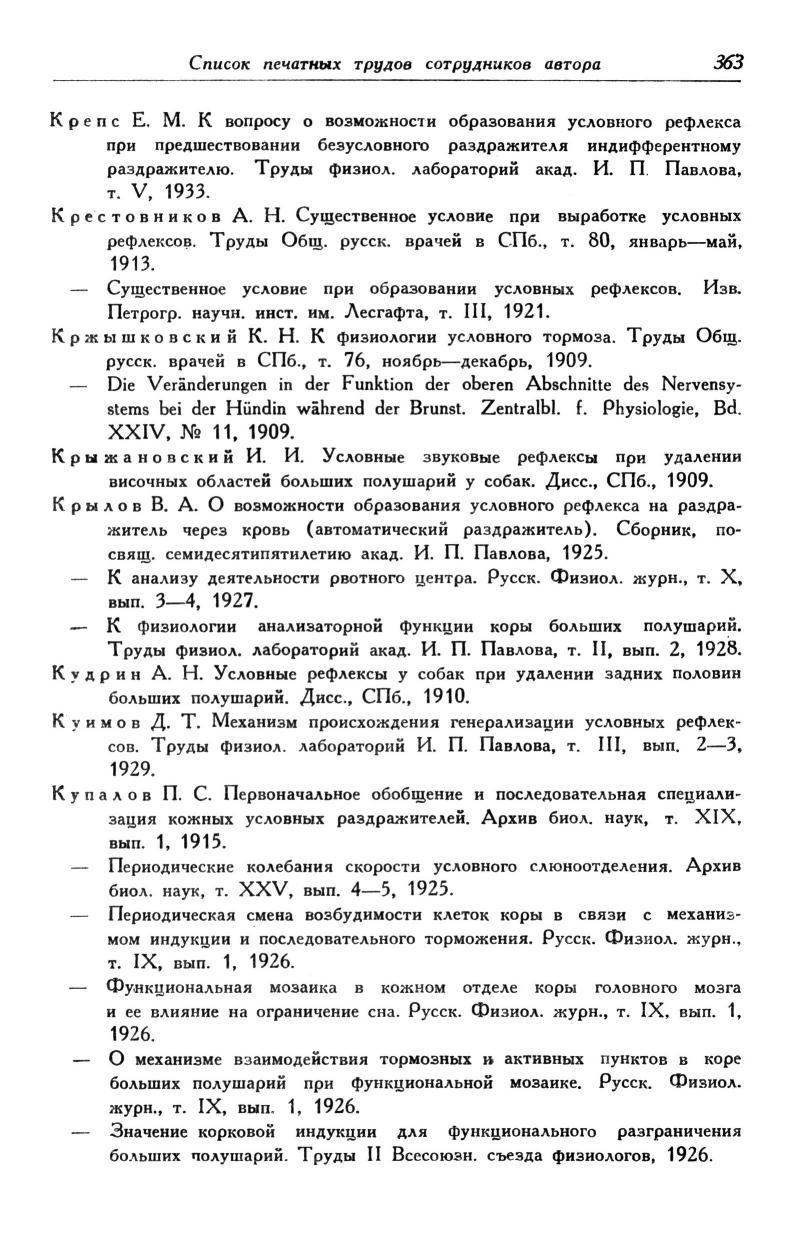 Список печатных трудов сотрудников автора 363
Крепс Е. М. К вопросу о возможности образования условного рефлекса
при предшествовании безусловного раздражителя индифферентному
раздражителю. Труды физиол. лабораторий акад. И. П. Павлова,
т. V, 1933.
Крестовников А. Н. Существенное условие при выработке условных
рефлексов. Труды Общ. русск. врачей в СПб., т. 80, январь—май,
1913.
— Существенное условие при образовании условных рефлексов. Изв.
Петрогр. научн. инст. им. Лесгафта, т. III, 1921.
Кржышковский К. Н. К физиологии условного тормоза. Труды Общ.
русск. врачей в СПб., т. 76, ноябрь—декабрь, 1909.
— Die Veränderungen in der Funktion der oberen Abschnitte des Nervensy-
stems bei der Hündin während der Brunst. Zentralbl. f. Physiologie, Bd.
XXIV, № 11, 1909.
Крыжановский И. И. Условные звуковые рефлексы при удалении
височных областей больших полушарий у собак. Дисс., СПб., 1909.
Крылов В. А. О возможности образования условного рефлекса на раздра-
житель через кровь (автоматический раздражитель). Сборник, по-
свящ. семидесятипятилетию акад. И. П. Павлова, 1925.
— К анализу деятельности рвотного центра. Русск. Физиол. журн., т. X,
вып. 3—4, 1927.
— К физиологии анализаторной функции коры больших полушарий.
Труды физиол. лабораторий акад. И. П. Павлова, т. II, вып. 2, 1928.
Кудрин А. Н. Условные рефлексы у собак при удалении задних половин
больших полушарий. Дисс., СПб., 1910.
Куимов Д. Т. Механизм происхождения генерализации условных рефлек-
сов. Труды физиол. лабораторий И. П. Павлова, т. III, вып. 2—3,
1929.
Купалов П. С. Первоначальное обобщение и последовательная специали-
зация кожных условных раздражителей. Архив биол. наук, т. XIX,
вып. 1, 1915.
— Периодические колебания скорости условного слюноотделения. Архив
биол. наук, т. XXV, вып. 4—5, 1925.
— Периодическая смена возбудимости клеток коры в связи с механиз-
мом индукции и последовательного торможения. Русск. Физиол. журн.,
т. IX, вып. 1, 1926.
— Функциональная мозаика в кожном отделе коры головного мозга
и ее влияние на ограничение сна. Русск. Физиол. журн., т. IX, вып. 1,
1926.
— О механизме взаимодействия тормозных и активных пунктов в коре
больших полушарий при функциональной мозаике. Русск. Физиол.
журн., т. IX, вып. 1, 1926.
— Значение корковой индукции для функционального разграничения
больших полушарий. Труды II Всесоюзн. съезда физиологов, 1926.